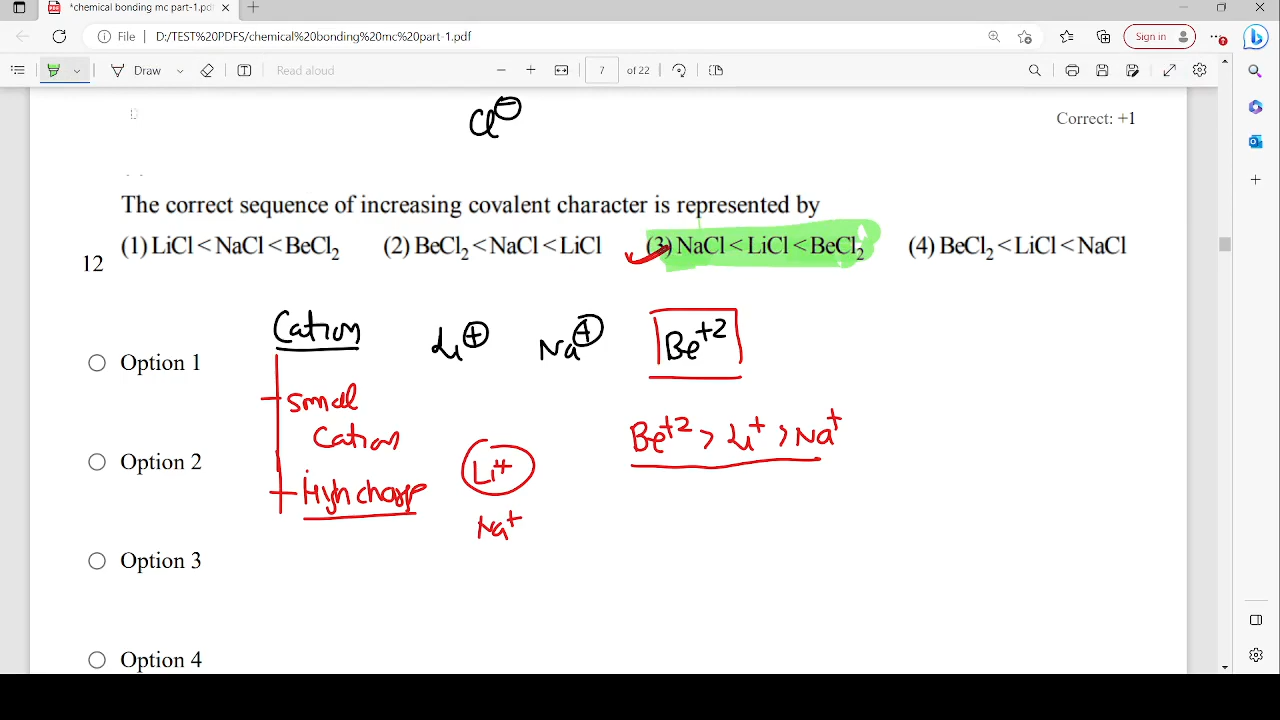 *chemical bonding mc part-1.pdf
File
D:/TEST%20PDFS/chemical%20bonding%20mc%20part-1.pdf
Sign in
Draw
Read aloud
7 of 22
Cl⊖
Correct: +1
The correct sequence of increasing covalent character is represented by
12
(1) LiCl < NaCl < BeCl₂ (2) BeCl₂ < NaCl < LiCl (3) NaCl < LiCl < BeCl₂ (4) BeCl₂ < LiCl < NaCl
Cation Li⊕ Na⊕ Be⁺²
Option 1
Small
Cation
Be⁺² > Li⁺ > Na⁺
Option 2
High charge
Li⁺
Na⁺
Option 3
Option 4